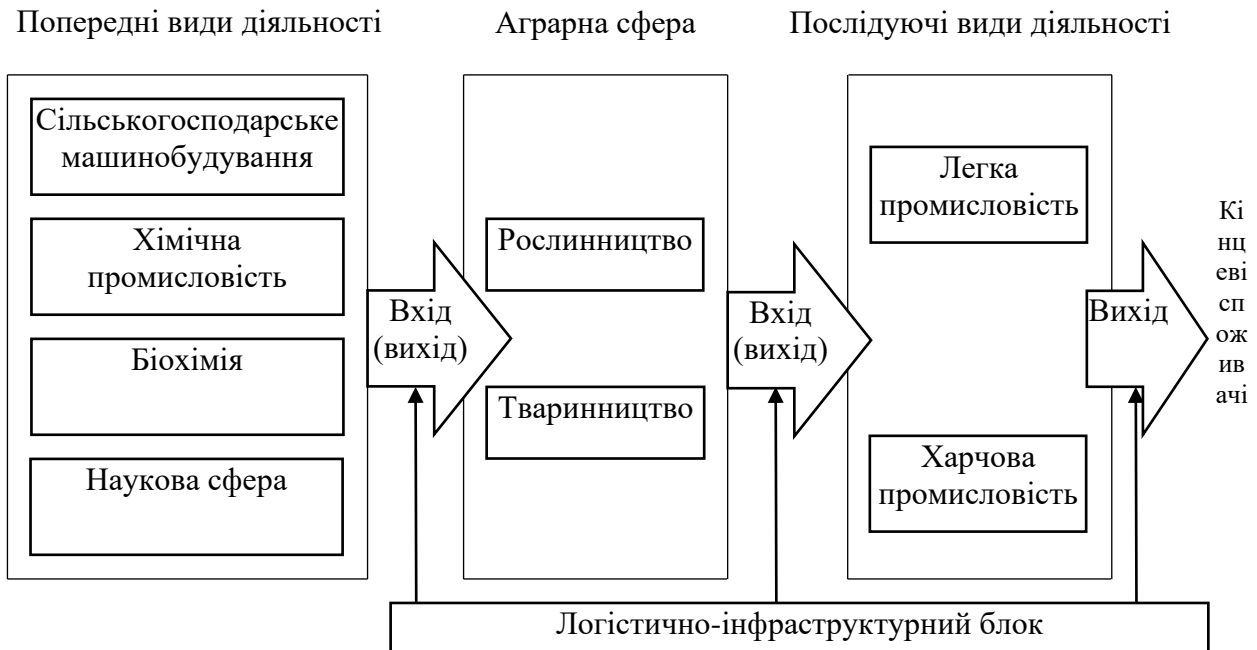 Попередні види діяльності
Аграрна сфера
Послідуючі види діяльності
Сільськогосподарське
машинобудування
Хімічна
промисловість
Біохімія
Наукова сфера
Вхід
(вихід)
Рослинництво
Тваринництво
Вхід
(вихід)
Легка
промисловість
Харчова
промисловість
Вихід
Кі
нц
еві
сп
ож
ив
ачі
Логістично-інфраструктурний блок